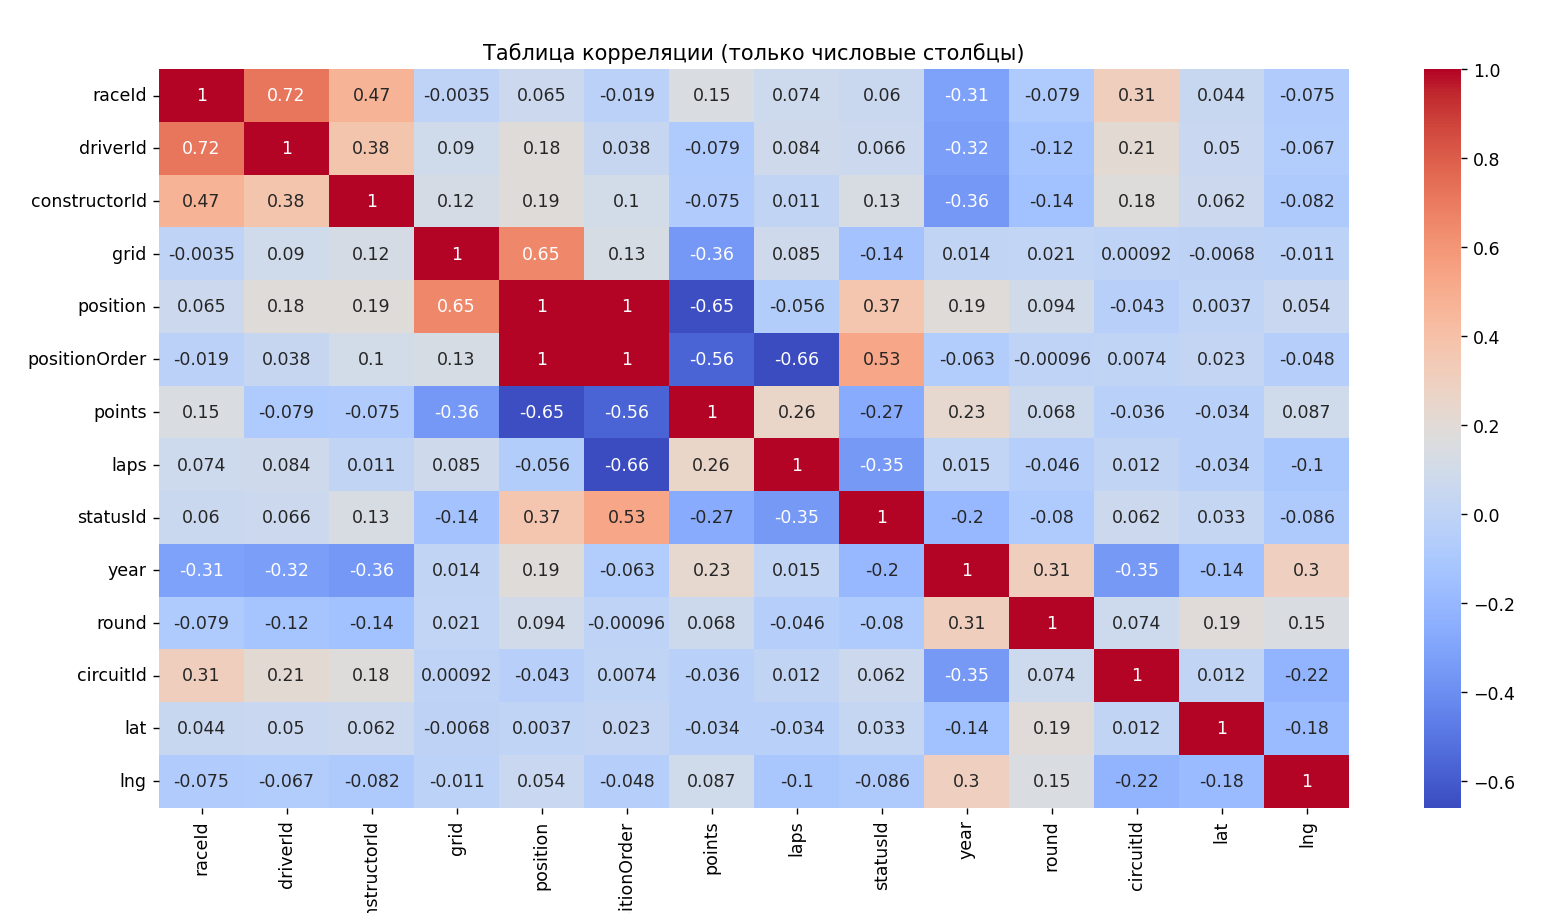 Таблица корреляции (только числовые столбцы)
raceId 1 0.72 0.47 -0.0035 0.065 -0.019 0.15 0.074 0.06 -0.31 -0.079 0.31 0.044 -0.075
driverId 0.72 1 0.38 0.09 0.18 0.038 -0.079 0.084 0.066 -0.32 -0.12 0.21 0.05 -0.067
constructorId 0.47 0.38 1 0.12 0.19 0.1 -0.075 0.011 0.13 -0.36 -0.14 0.18 0.062 -0.082
grid -0.0035 0.09 0.12 1 0.65 0.13 -0.36 0.085 -0.14 0.014 0.021 0.00092 -0.0068 -0.011
position 0.065 0.18 0.19 0.65 1 1 -0.65 -0.056 0.37 0.19 0.094 -0.043 0.0037 0.054
positionOrder -0.019 0.038 0.1 0.13 1 1 -0.56 -0.66 0.53 -0.063 -0.00096 0.0074 0.023 -0.048
points 0.15 -0.079 -0.075 -0.36 -0.65 -0.56 1 0.26 -0.27 0.23 0.068 -0.036 -0.034 0.087
laps 0.074 0.084 0.011 0.085 -0.056 -0.66 0.26 1 -0.35 0.015 -0.046 0.012 -0.034 -0.1
statusId 0.06 0.066 0.13 -0.14 0.37 0.53 -0.27 -0.35 1 -0.2 -0.08 0.062 0.033 -0.086
year -0.31 -0.32 -0.36 0.014 0.19 -0.063 0.23 0.015 -0.2 1 0.31 -0.35 -0.14 0.3
round -0.079 -0.12 -0.14 0.021 0.094 -0.00096 0.068 -0.046 -0.08 0.31 1 0.074 0.19 0.15
circuitId 0.31 0.21 0.18 0.00092 -0.043 0.0074 -0.036 0.012 0.062 -0.35 0.074 1 0.012 -0.22
lat 0.044 0.05 0.062 -0.0068 0.0037 0.023 -0.034 -0.034 0.033 -0.14 0.19 0.012 1 -0.18
lng -0.075 -0.067 -0.082 -0.011 0.054 -0.048 0.087 -0.1 -0.086 0.3 0.15 -0.22 -0.18 1
raceId
driverId
nstructorId
grid
position
itionOrder
points
laps
statusId
year
round
circuitId
lat
lng
1.0
0.8
0.6
0.4
0.2
0.0
−0.2
−0.4
−0.6